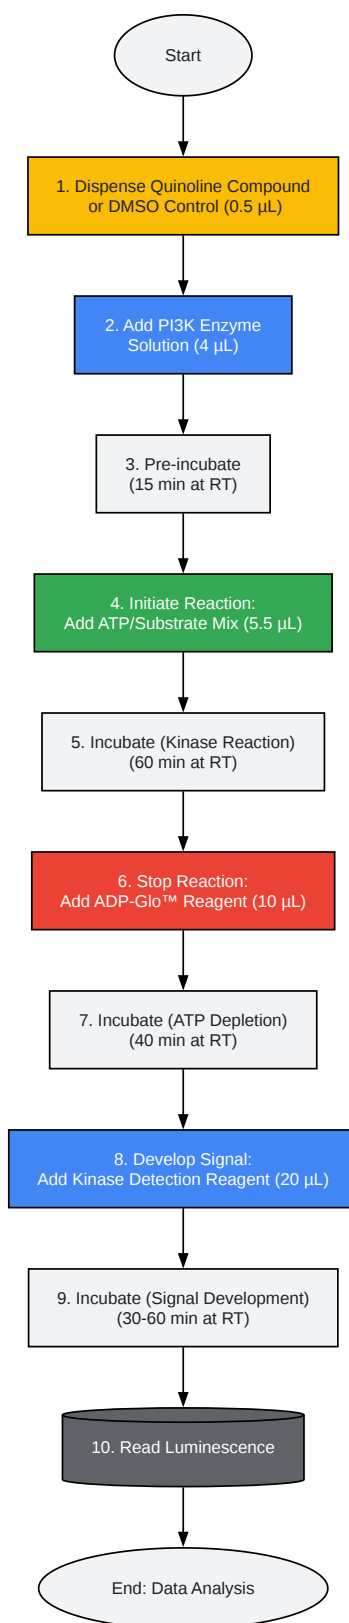 Start
1. Dispense Quinoline Compound
or DMSO Control (0.5 µL)
2. Add PI3K Enzyme
Solution (4 µL)
3. Pre-incubate
(15 min at RT)
4. Initiate Reaction:
Add ATP/Substrate Mix (5.5 µL)
5. Incubate (Kinase Reaction)
(60 min at RT)
6. Stop Reaction:
Add ADP-Glo™ Reagent (10 µL)
7. Incubate (ATP Depletion)
(40 min at RT)
8. Develop Signal:
Add Kinase Detection Reagent (20 µL)
9. Incubate (Signal Development)
(30-60 min at RT)
10. Read Luminescence
End: Data Analysis